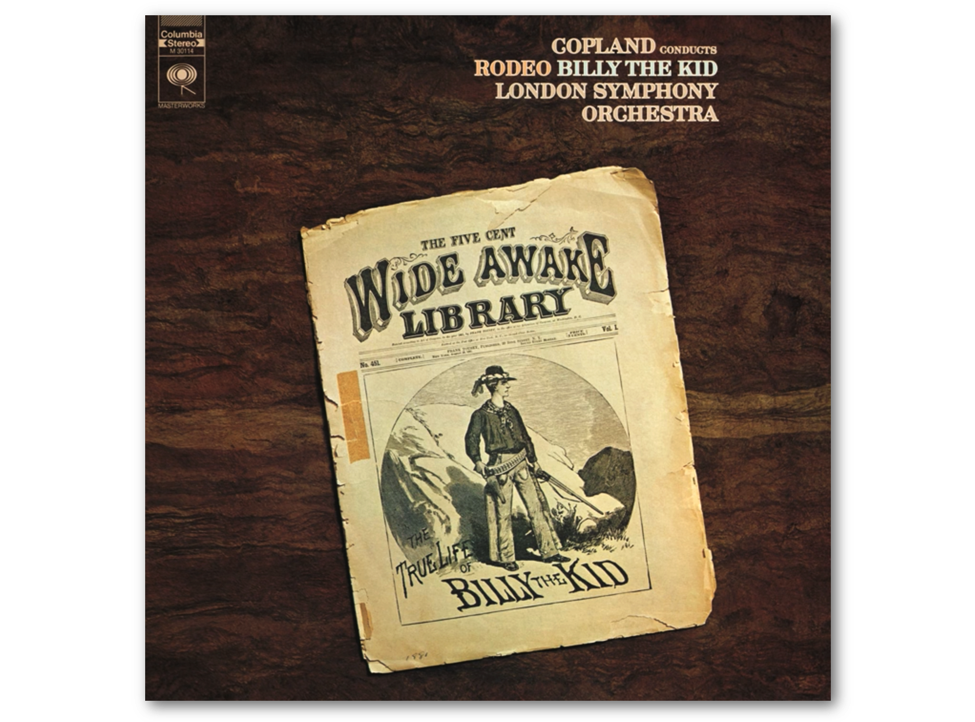 Columbia
Stereo
M 30114
MASTERWORKS
COPLAND CONDUCTS
RODEO BILLY THE KID
LONDON SYMPHONY
ORCHESTRA
THE FIVE CENT
WIDE AWAKE
LIBRARY
No. 451. Vol. I.
THE
TRUE LIFE
OF
BILLY THE KID